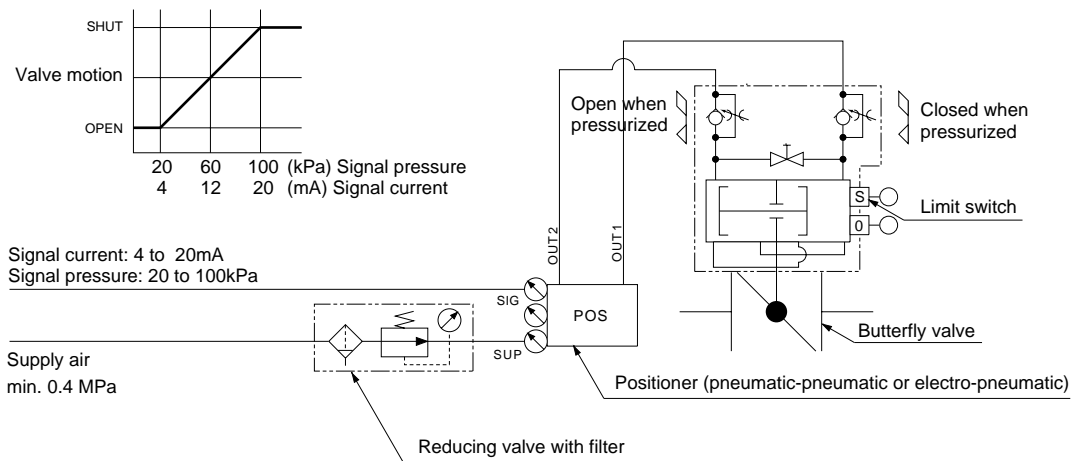 SHUT
Valve motion
OPEN
20 60 100 (kPa) Signal pressure
4 12 20 (mA) Signal current
Open when
pressurized
Closed when
pressurized
S
0
Limit switch
OUT2
OUT1
Signal current: 4 to 20mA
Signal pressure: 20 to 100kPa
SIG
POS
SUP
Butterfly valve
Supply air
min. 0.4 MPa
Positioner (pneumatic-pneumatic or electro-pneumatic)
Reducing valve with filter